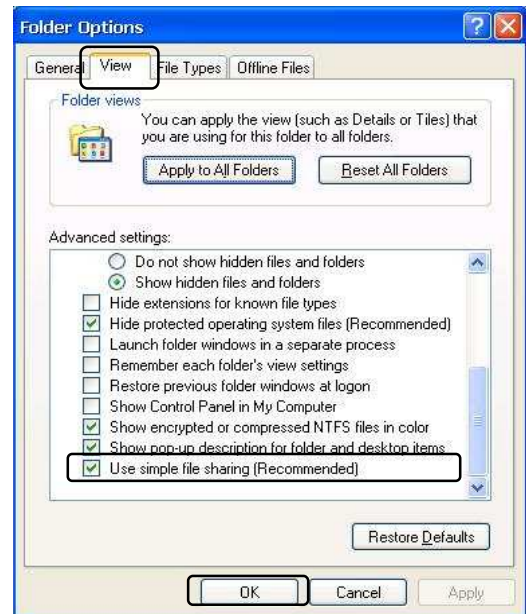 Folder Options
General View File Types Offline Files
Folder views
You can apply the view (such as Details or Tiles) that
you are using for this folder to all folders.
Apply to All Folders Reset All Folders
Advanced settings:
Do not show hidden files and folders
Show hidden files and folders
Hide extensions for known file types
Hide protected operating system files (Recommended)
Launch folder windows in a separate process
Remember each folder's view settings
Restore previous folder windows at logon
Show Control Panel in My Computer
Show encrypted or compressed NTFS files in color
Show pop-up description for folder and desktop items
Use simple file sharing (Recommended)
Restore Defaults
OK Cancel Apply